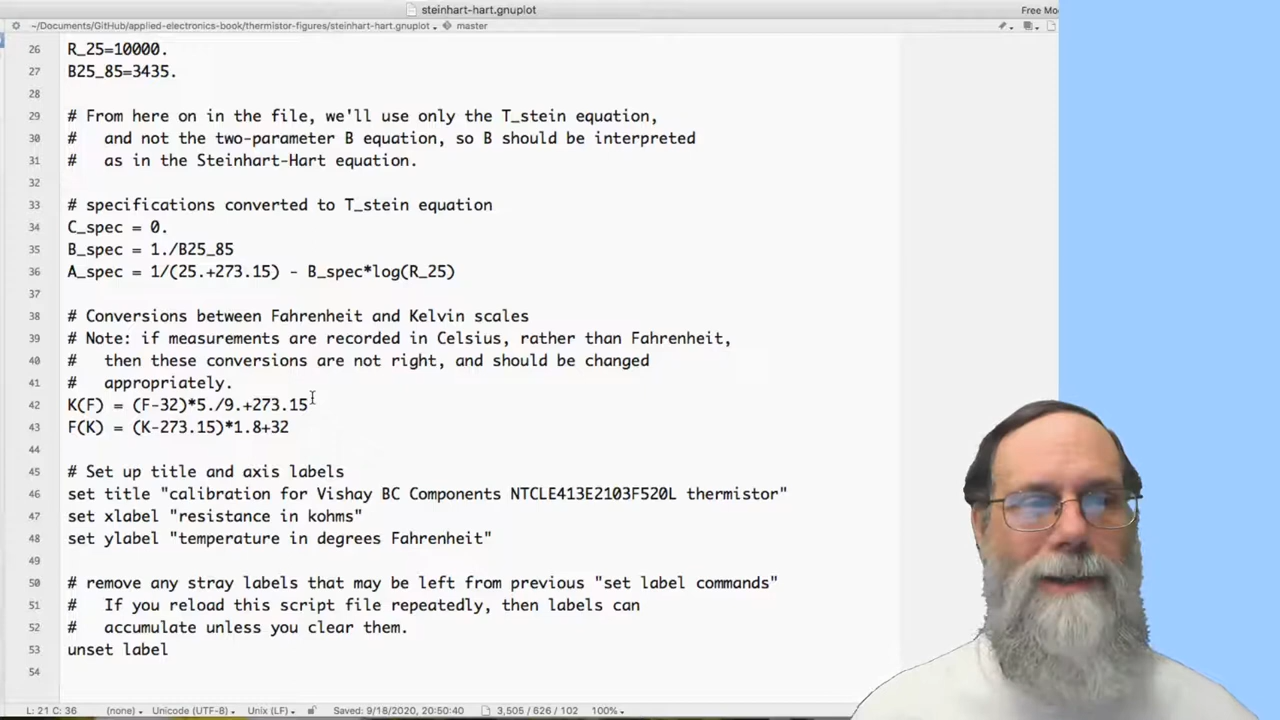 steinhart-hart.gnuplot
Free Mo
~/Documents/GitHub/applied-electronics-book/thermistor-figures/steinhart-hart.gnuplot
master
26 R_25=10000.
27 B25_85=3435.
28
29 # From here on in the file, we'll use only the T_stein equation,
30 #   and not the two-parameter B equation, so B should be interpreted
31 #   as in the Steinhart-Hart equation.
32
33 # specifications converted to T_stein equation
34 C_spec = 0.
35 B_spec = 1./B25_85
36 A_spec = 1/(25.+273.15) - B_spec*log(R_25)
37
38 # Conversions between Fahrenheit and Kelvin scales
39 # Note: if measurements are recorded in Celsius, rather than Fahrenheit,
40 #   then these conversions are not right, and should be changed
41 #   appropriately.
42 K(F) = (F-32)*5./9.+273.15
43 F(K) = (K-273.15)*1.8+32
44
45 # Set up title and axis labels
46 set title "calibration for Vishay BC Components NTCLE413E2103F520L thermistor"
47 set xlabel "resistance in kohms"
48 set ylabel "temperature in degrees Fahrenheit"
49
50 # remove any stray labels that may be left from previous "set label commands"
51 #   If you reload this script file repeatedly, then labels can
52 #   accumulate unless you clear them.
53 unset label
54
L: 21 C: 36 (none) Unicode (UTF-8) Unix (LF) Saved: 9/18/2020, 20:50:40 3,505 / 626 / 102 100%